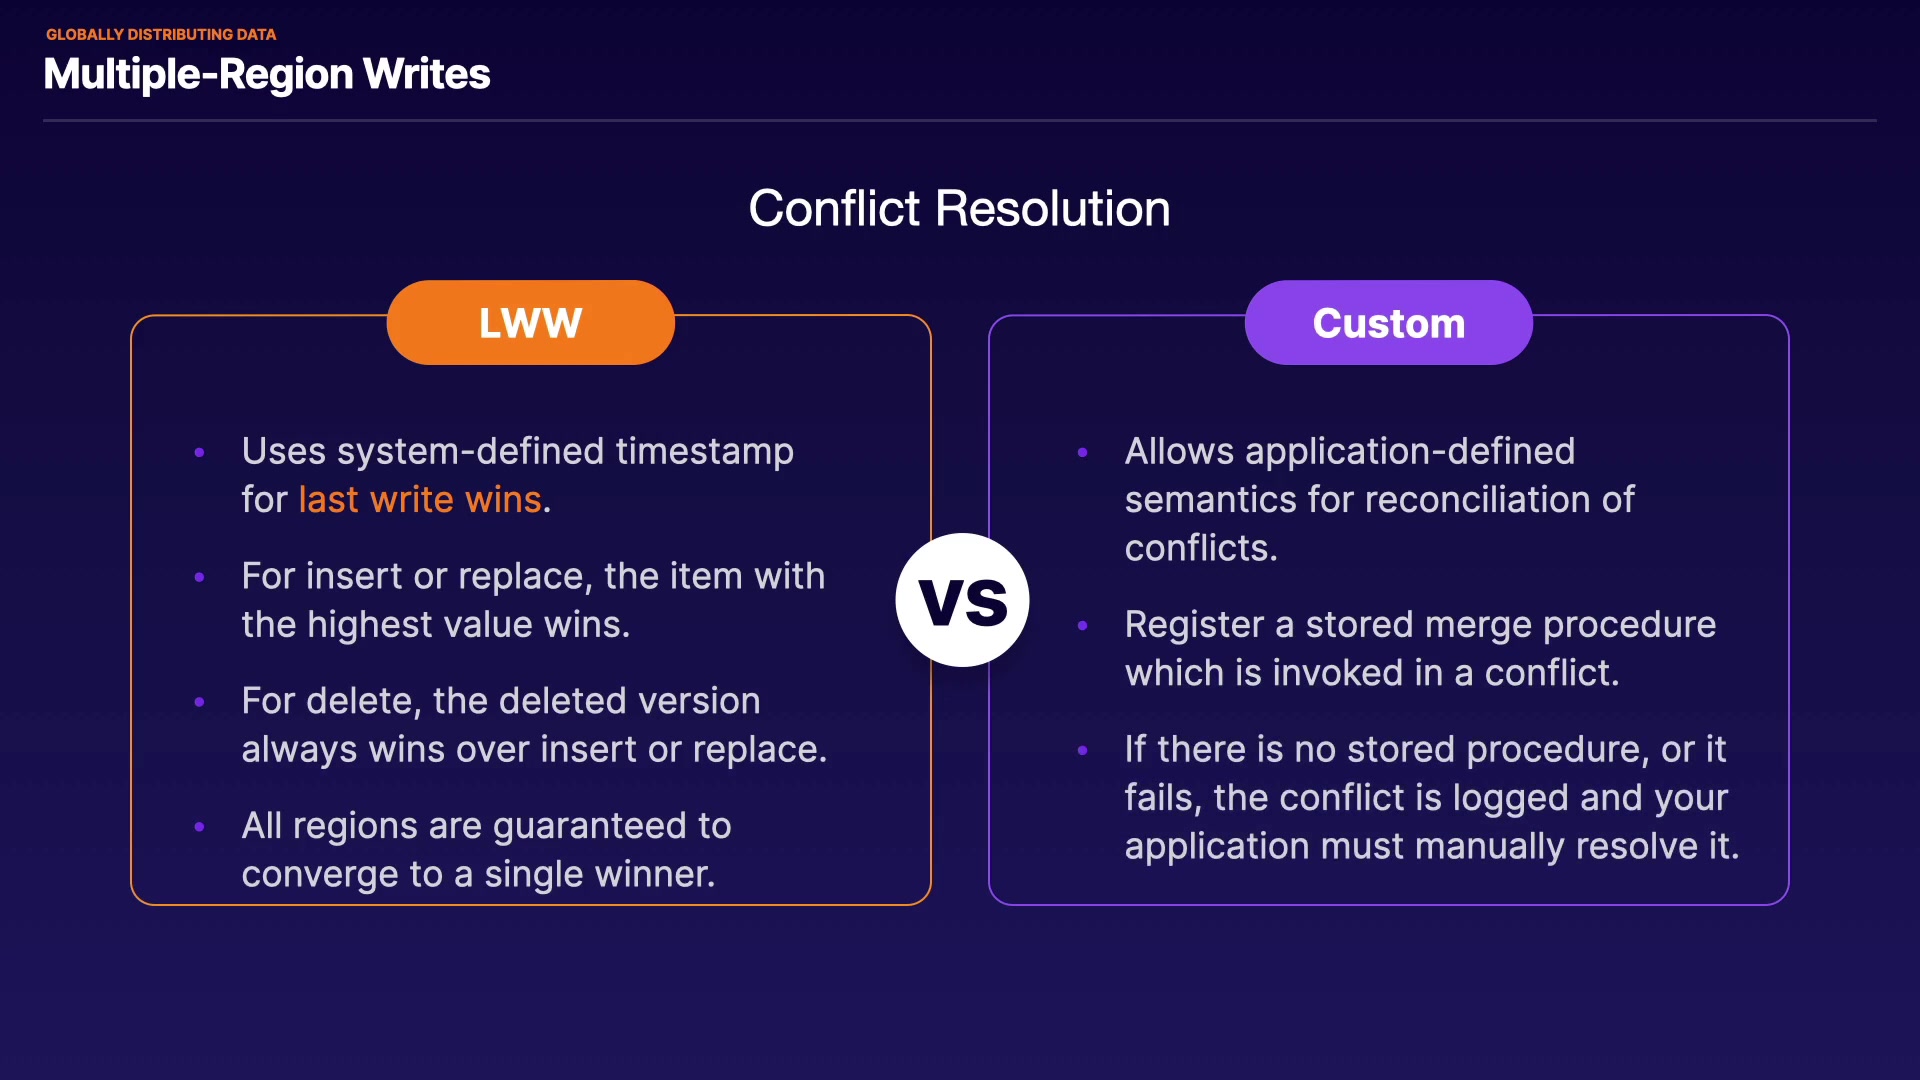 GLOBALLY DISTRIBUTING DATA
Multiple-Region Writes
Conflict Resolution
LWW
• Uses system-defined timestamp
for last write wins.
• For insert or replace, the item with
the highest value wins.
• For delete, the deleted version
always wins over insert or replace.
• All regions are guaranteed to
converge to a single winner.
VS
Custom
• Allows application-defined
semantics for reconciliation of
conflicts.
• Register a stored merge procedure
which is invoked in a conflict.
• If there is no stored procedure, or it
fails, the conflict is logged and your
application must manually resolve it.